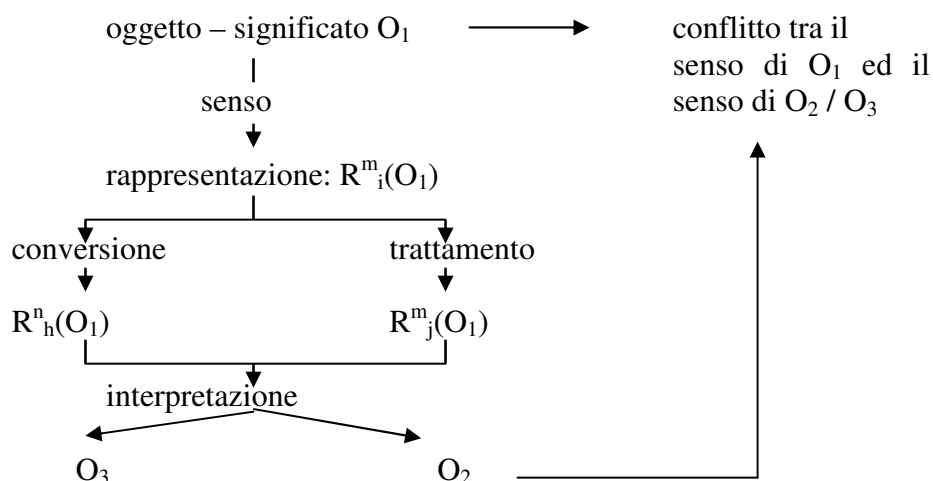 oggetto – significato O₁
conflitto tra il
senso di O₁ ed il
senso di O₂ / O₃
senso
rappresentazione: Rᵐᵢ(O₁)
conversione
trattamento
Rⁿₕ(O₁)
Rᵐⱼ(O₁)
interpretazione
O₃
O₂